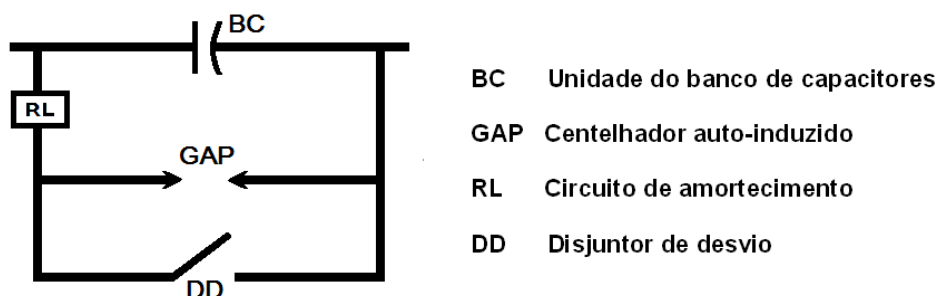 BC
RL
GAP
DD
BC Unidade do banco de capacitores
GAP Centelhador auto-induzido
RL Circuito de amortecimento
DD Disjuntor de desvio